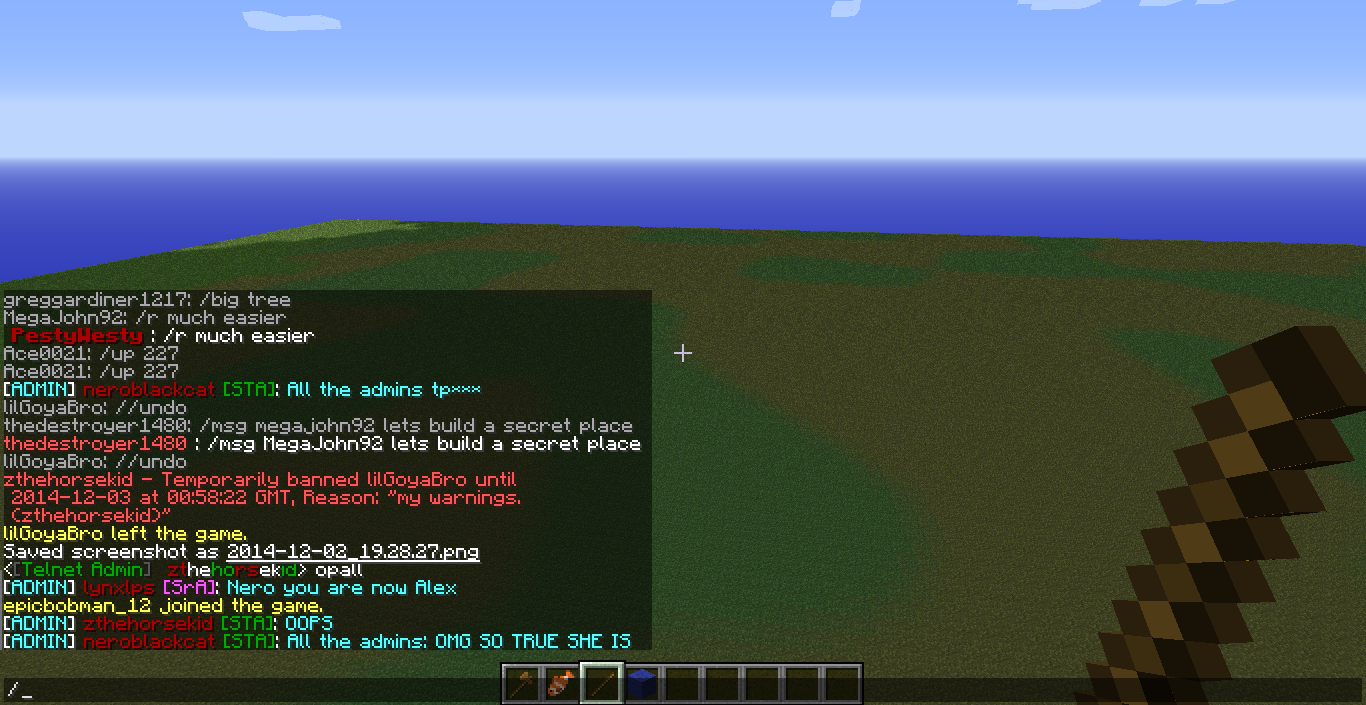 greggardiner1217: /big tree
MegaJohn92: /r much easier
PestyWesty : /r much easier
Ace0021: /up 227
Ace0021: /up 227
[ADMIN] neroblackcat [STA]: All the admins tp×××
lilGoyaBro: //undo
thedestroyer1480: /msg megajohn92 lets build a secret place
thedestroyer1480 : /msg MegaJohn92 lets build a secret place
lilGoyaBro: //undo
zthehorsekid - Temporarily banned lilGoyaBro until
2014-12-03 at 00:58:22 GMT, Reason: "my warnings.
(zthehorsekid)"
lilGoyaBro left the game.
Saved screenshot as 2014-12-02_19.28.27.png
<[Telnet Admin] zthehorsekid> opall
[ADMIN] lynxlps [SrA]: Nero you are now Alex
epicbobman_12 joined the game.
[ADMIN] zthehorsekid [STA]: OOPS
[ADMIN] neroblackcat [STA]: All the admins: OMG SO TRUE SHE IS
/_